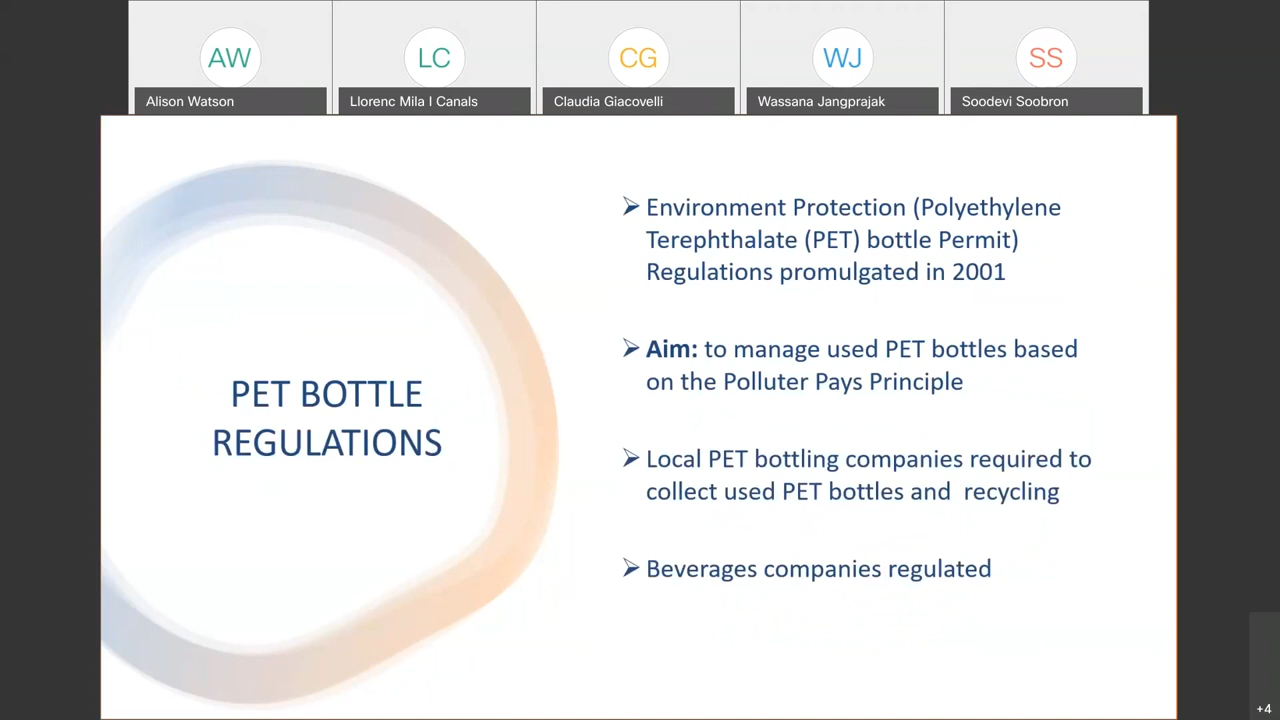 AW
LC
CG
WJ
SS
Alison Watson
Llorenc Mila I Canals
Claudia Giacovelli
Wassana Jangprajak
Soodevi Soobron
PET BOTTLE
REGULATIONS
➢ Environment Protection (Polyethylene
Terephthalate (PET) bottle Permit)
Regulations promulgated in 2001
➢ Aim: to manage used PET bottles based
on the Polluter Pays Principle
➢ Local PET bottling companies required to
collect used PET bottles and  recycling
➢ Beverages companies regulated
+4